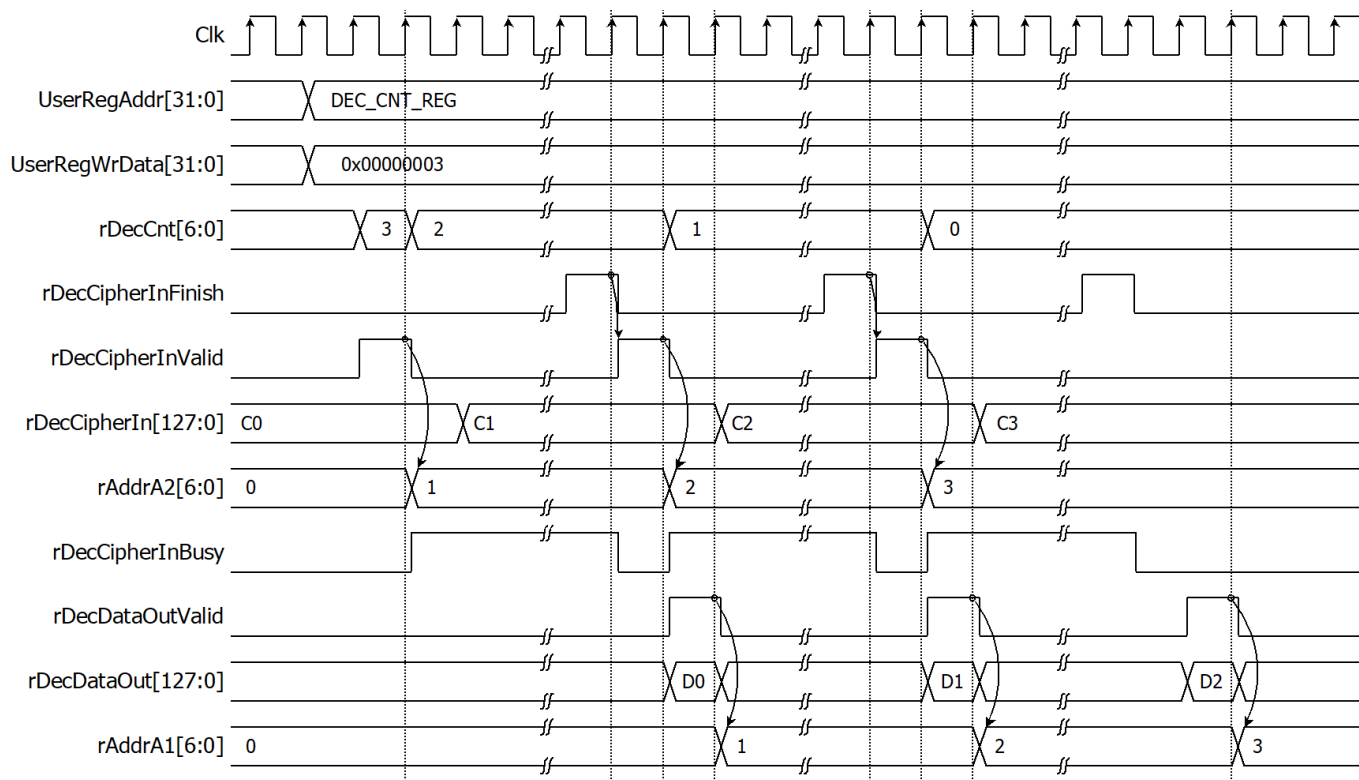 Clk
UserRegAddr[31:0] DEC_CNT_REG
UserRegWrData[31:0] 0x00000003
rDecCnt[6:0] 3 2 1 0
rDecCipherInFinish
rDecCipherInValid
rDecCipherIn[127:0] C0 C1 C2 C3
rAddrA2[6:0] 0 1 2 3
rDecCipherInBusy
rDecDataOutValid
rDecDataOut[127:0] D0 D1 D2
rAddrA1[6:0] 0 1 2 3